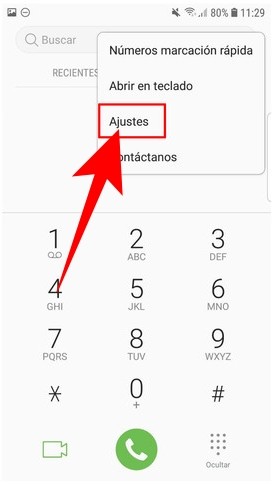 80% 11:29
Buscar
Números marcación rápida
Abrir en teclado
RECIENTES
Ajustes
ontáctanos
1 2 3
ABC DEF
4 5 6
GHI JKL MNO
7 8 9
PQRS TUV WXYZ
* 0 #
+
Ocultar